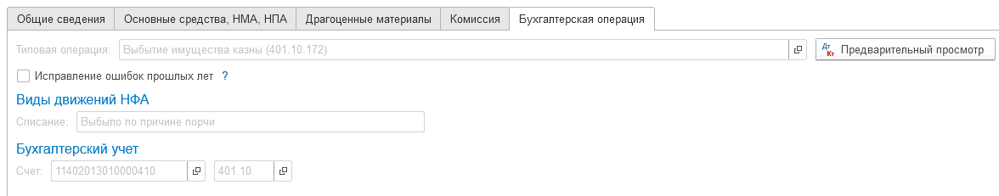 Общие сведения Основные средства, НМА, НПА Драгоценные материалы Комиссия Бухгалтерская операция
Типовая операция: Выбытие имущества казны (401.10.172) Дт Кт Предварительный просмотр
Исправление ошибок прошлых лет ?
Виды движений НФА
Списание: Выбыло по причине порчи
Бухгалтерский учет
Счет: 11402013010000410 401.10